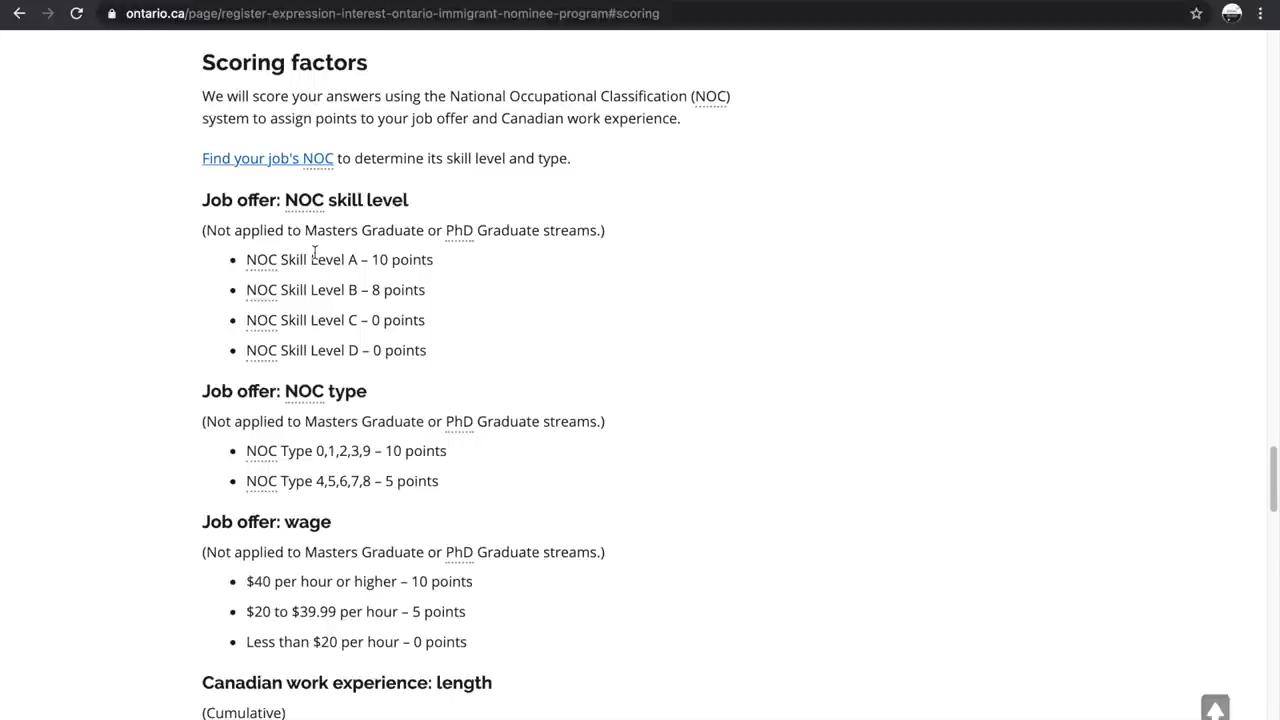 ontario.ca/page/register-expression-interest-ontario-immigrant-nominee-program#scoring
Scoring factors
We will score your answers using the National Occupational Classification (NOC)
system to assign points to your job offer and Canadian work experience.
Find your job's NOC to determine its skill level and type.
Job offer: NOC skill level
(Not applied to Masters Graduate or PhD Graduate streams.)
• NOC Skill Level A – 10 points
• NOC Skill Level B – 8 points
• NOC Skill Level C – 0 points
• NOC Skill Level D – 0 points
Job offer: NOC type
(Not applied to Masters Graduate or PhD Graduate streams.)
• NOC Type 0,1,2,3,9 – 10 points
• NOC Type 4,5,6,7,8 – 5 points
Job offer: wage
(Not applied to Masters Graduate or PhD Graduate streams.)
• $40 per hour or higher – 10 points
• $20 to $39.99 per hour – 5 points
• Less than $20 per hour – 0 points
Canadian work experience: length
(Cumulative)